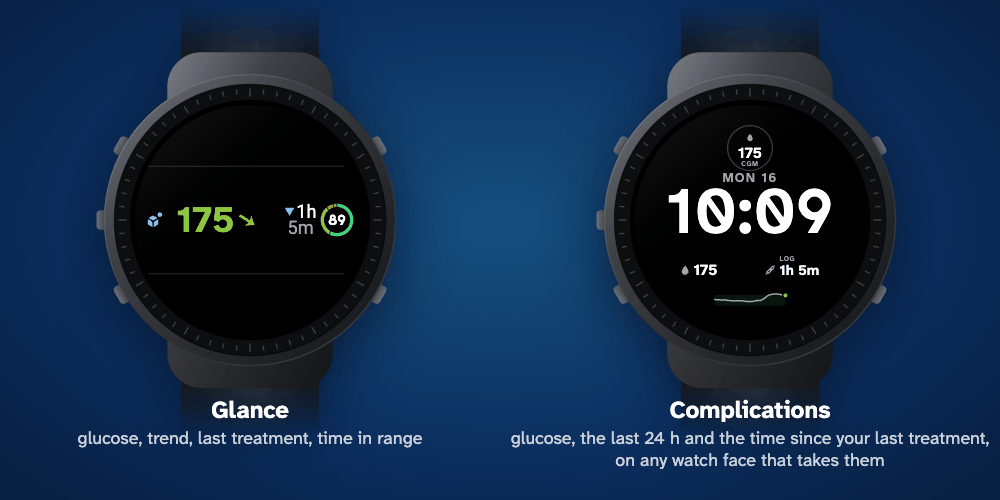 175
1h
5m
89
175
CGM
MON 16
10:09
175
LOG
1h 5m
Glance
glucose, trend, last treatment, time in range
Complications
glucose, the last 24 h and the time since your last treatment,
on any watch face that takes them